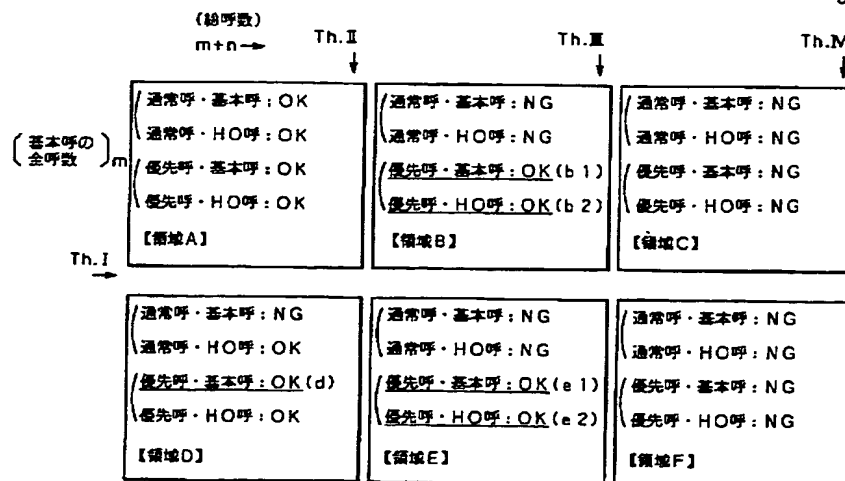 (総呼数)
m+n→ Th.Ⅱ Th.Ⅲ Th.Ⅳ
通常呼・基本呼:OK
通常呼・HO呼:OK
優先呼・基本呼:OK
優先呼・HO呼:OK
【領域A】
通常呼・基本呼:NG
通常呼・HO呼:NG
優先呼・基本呼:OK(b1)
優先呼・HO呼:OK(b2)
【領域B】
通常呼・基本呼:NG
通常呼・HO呼:NG
優先呼・基本呼:NG
優先呼・HO呼:NG
【領域C】
基本呼の
全呼数 m
Th.Ⅰ
通常呼・基本呼:NG
通常呼・HO呼:OK
優先呼・基本呼:OK(d)
優先呼・HO呼:OK
【領域D】
通常呼・基本呼:NG
通常呼・HO呼:NG
優先呼・基本呼:OK(e1)
優先呼・HO呼:OK(e2)
【領域E】
通常呼・基本呼:NG
通常呼・HO呼:NG
優先呼・基本呼:NG
優先呼・HO呼:NG
【領域F】